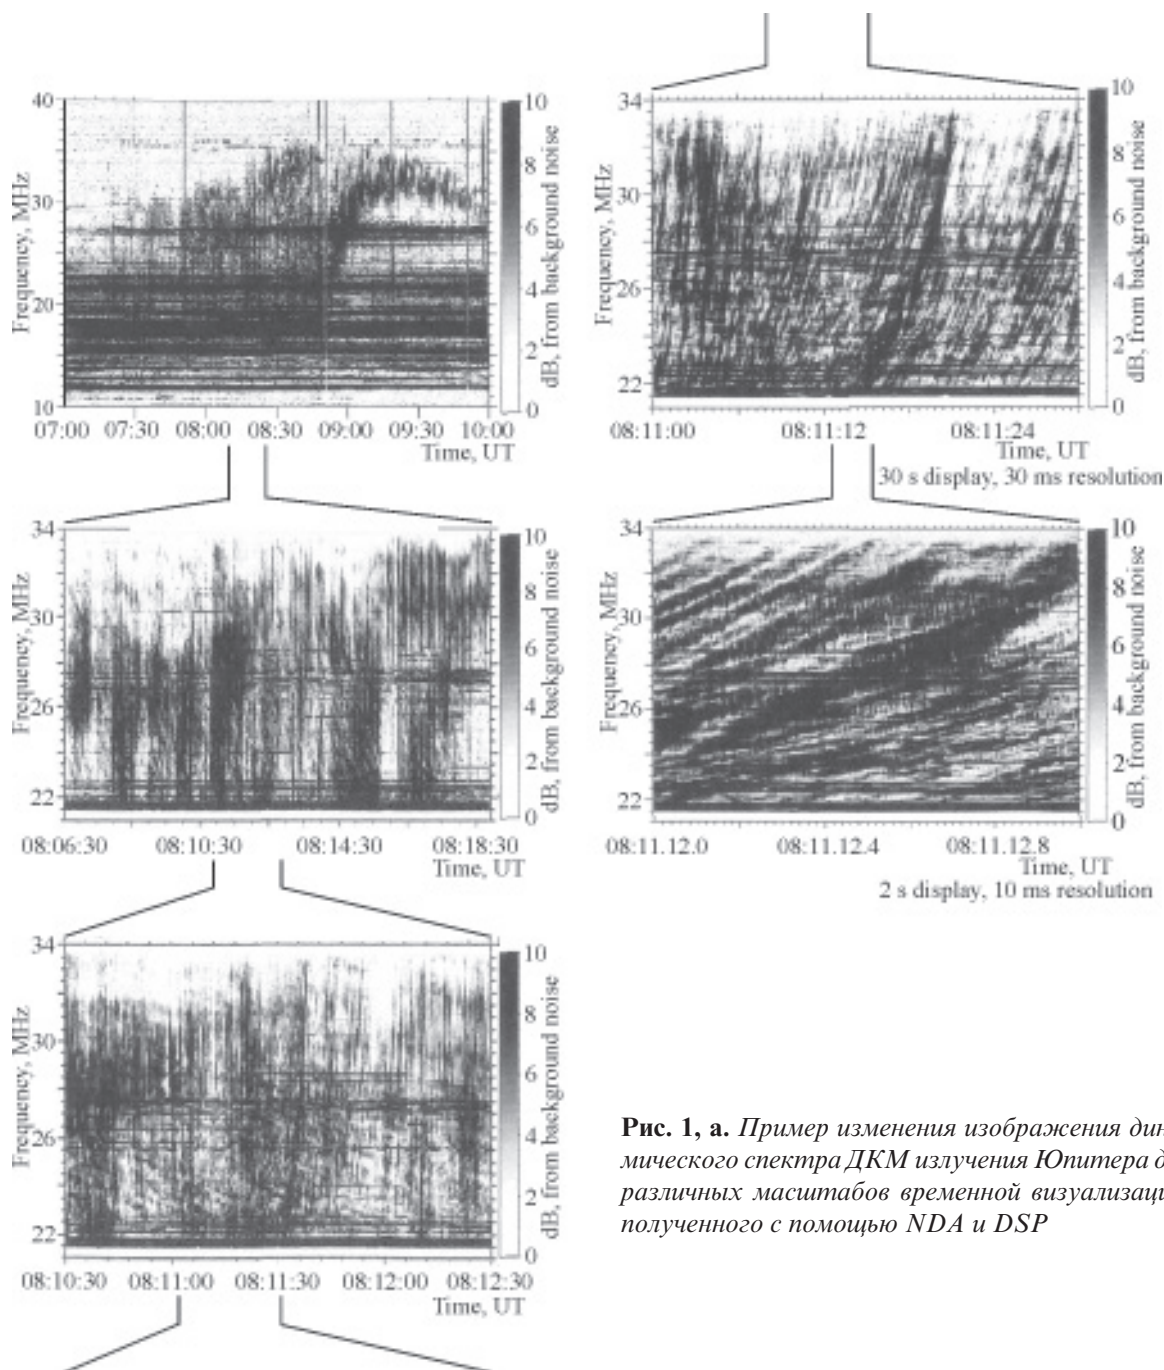 40
30
20
10
Frequency, MHz
10
8
6
4
2
0
dB, from background noise
07:00 07:30 08:00 08:30 09:00 09:30 10:00
Time, UT
34
30
26
22
Frequency, MHz
10
8
6
4
2
0
dB, from background noise
08:06:30 08:10:30 08:14:30 08:18:30
Time, UT
34
30
26
22
Frequency, MHz
10
8
6
4
2
0
dB, from background noise
08:10:30 08:11:00 08:11:30 08:12:00 08:12:30
Time, UT
34
30
26
22
Frequency, MHz
10
8
6
4
2
0
dB, from background noise
08:11:00 08:11:12 08:11:24
Time, UT
30 s display, 30 ms resolution
34
30
26
22
Frequency, MHz
10
8
6
4
2
0
dB, from background noise
08:11.12.0 08:11.12.4 08:11.12.8
Time, UT
2 s display, 10 ms resolution
Рис. 1, а. Пример изменения изображения дин
мического спектра ДКМ излучения Юпитера д
различных масштабов временной визуализаци
полученного с помощью NDA и DSP